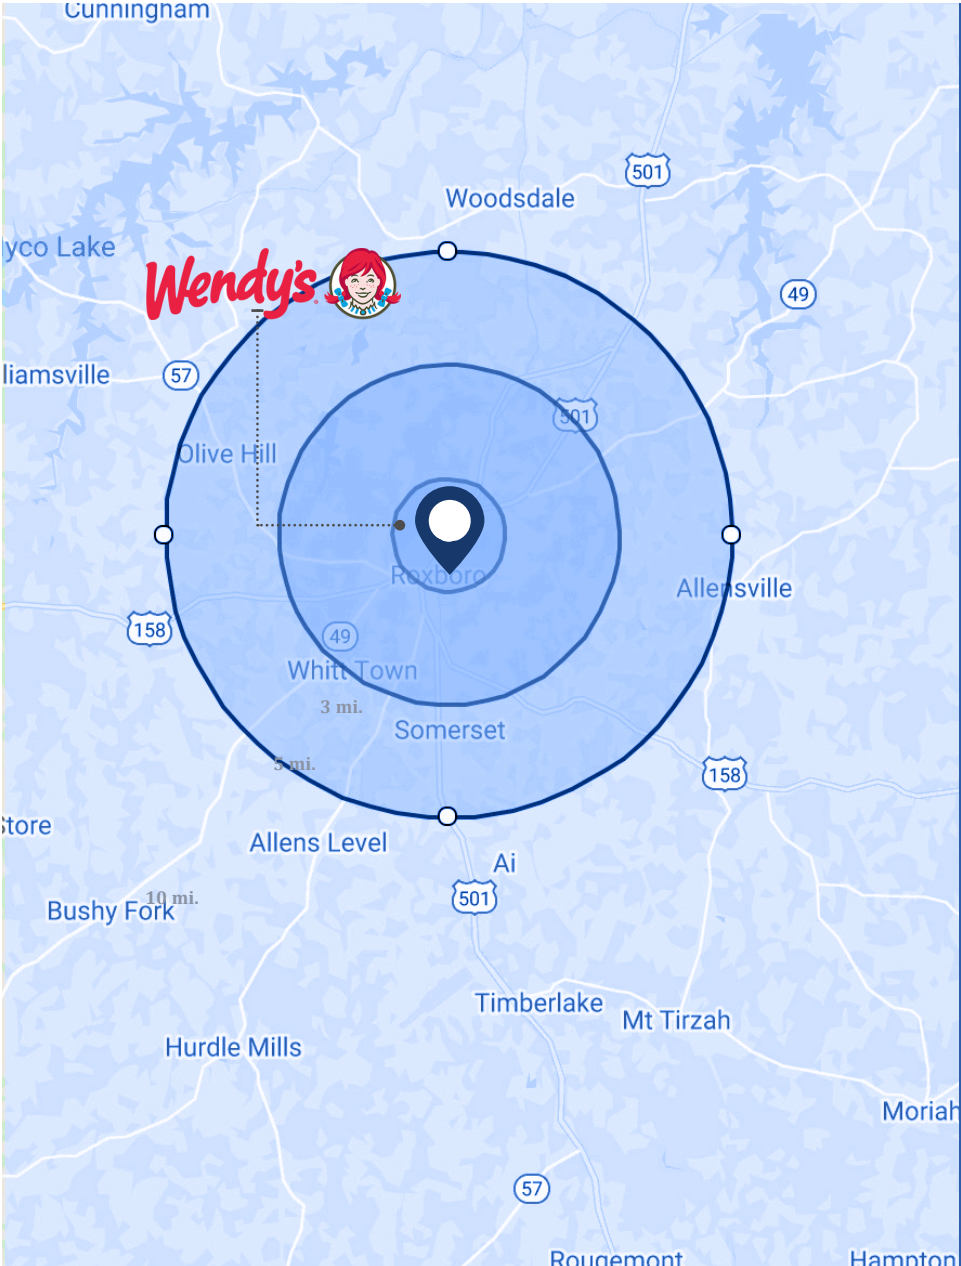 Cunningham
501
Woodsdale
yco Lake
Wendy's
49
57
liamsville
501
Olive Hill
Roxboro
Allensville
158
49
Whitt Town
3 mi.
Somerset
5 mi.
158
Store
Allens Level
Ai
10 mi.
501
Bushy Fork
Timberlake
Mt Tirzah
Hurdle Mills
Moriah
57
Rougemont
Hampton